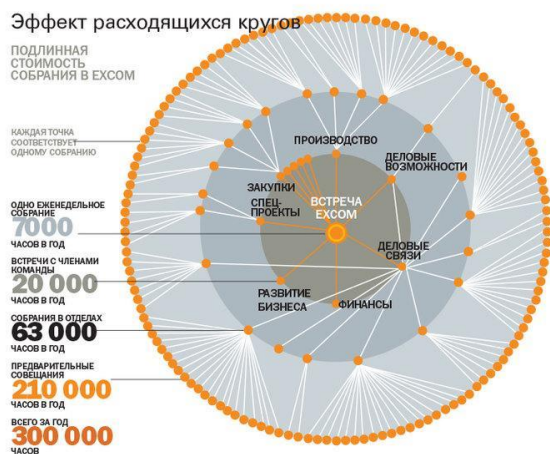 Эффект расходящихся кругов
ПОДЛИННАЯ
СТОИМОСТЬ
СОБРАНИЯ В EXCOM
КАЖДАЯ ТОЧКА
СООТВЕТСТВУЕТ
ОДНОМУ СОБРАНИЮ
ОДНО ЕЖЕНЕДЕЛЬНОЕ
СОБРАНИЕ
7000
ЧАСОВ В ГОД
ВСТРЕЧИ С ЧЛЕНАМИ
КОМАНДЫ
20 000
ЧАСОВ В ГОД
СОБРАНИЯ В ОТДЕЛАХ
63 000
ЧАСОВ В ГОД
ПРЕДВАРИТЕЛЬНЫЕ
СОВЕЩАНИЯ
210 000
ЧАСОВ В ГОД
ВСЕГО ЗА ГОД
300 000
ЧАСОВ
ПРОИЗВОДСТВО
ДЕЛОВЫЕ
ВОЗМОЖНОСТИ
ЗАКУПКИ
ВСТРЕЧА
EXCOM
СПЕЦ-
ПРОЕКТЫ
ДЕЛОВЫЕ
СВЯЗИ
РАЗВИТИЕ
БИЗНЕСА
ФИНАНСЫ